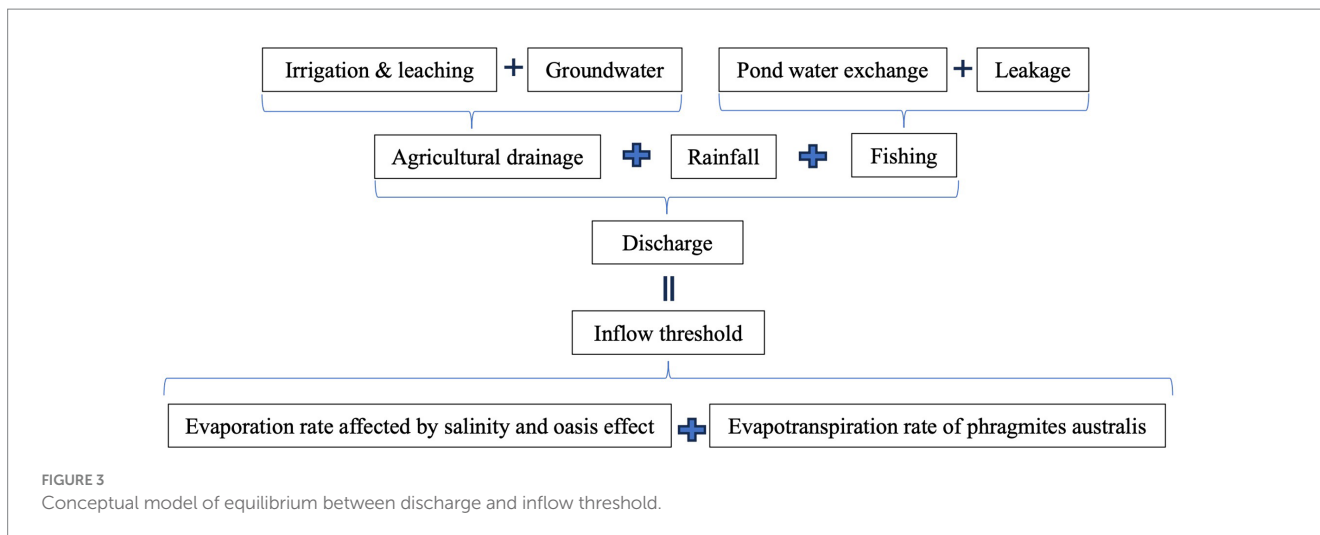 Irrigation & leaching + Groundwater Pond water exchange + Leakage
Agricultural drainage + Rainfall + Fishing
Discharge
=
Inflow threshold
Evaporation rate affected by salinity and oasis effect + Evapotranspiration rate of phragmites australis
FIGURE 3
Conceptual model of equilibrium between discharge and inflow threshold.